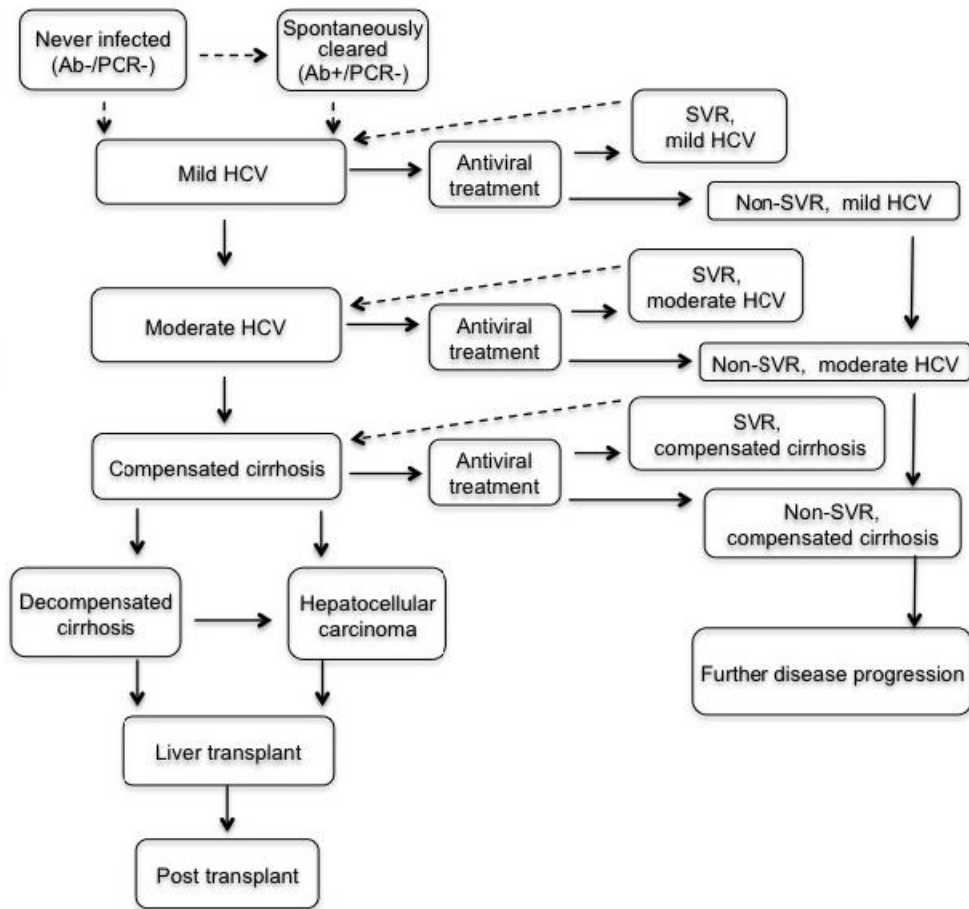 Never infected
(Ab-/PCR-)
Spontaneously
cleared
(Ab+/PCR-)
SVR,
mild HCV
Mild HCV
Antiviral
treatment
Non-SVR, mild HCV
SVR,
moderate HCV
Moderate HCV
Antiviral
treatment
Non-SVR, moderate HCV
SVR,
compensated cirrhosis
Compensated cirrhosis
Antiviral
treatment
Non-SVR,
compensated cirrhosis
Decompensated
cirrhosis
Hepatocellular
carcinoma
Further disease progression
Liver transplant
Post transplant